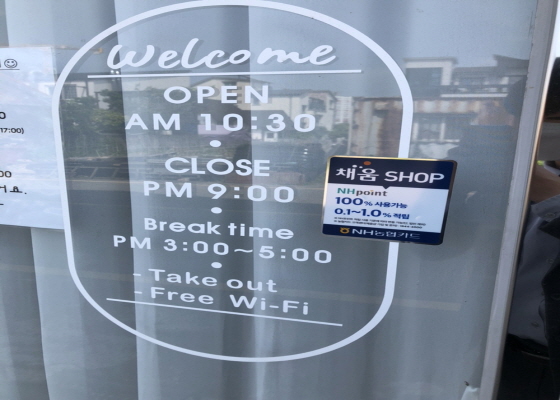 Welcome
OPEN
AM 10:30
CLOSE
PM 9:00
Break time
PM 3:00~5:00
- Take out
- Free Wi-Fi
채움 SHOP
NHpoint
100% 사용가능
0.1~1.0% 적립
NH농협카드
17:00)